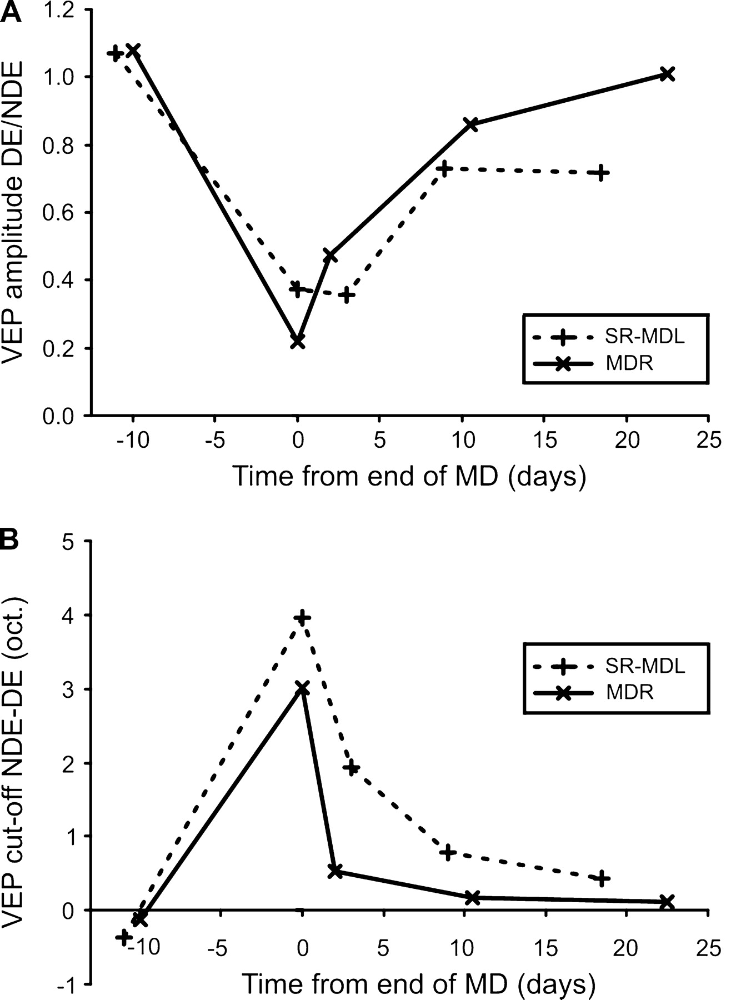 A
1.2
1.0
0.8
0.6
0.4
0.2
0.0
VEP amplitude DE/NDE
SR-MDL
MDR
-10 -5 0 5 10 15 20 25
Time from end of MD (days)
B
5
4
3
2
1
0
-1
VEP cut-off NDE-DE (oct.)
SR-MDL
MDR
-10 -5 0 5 10 15 20 25
Time from end of MD (days)